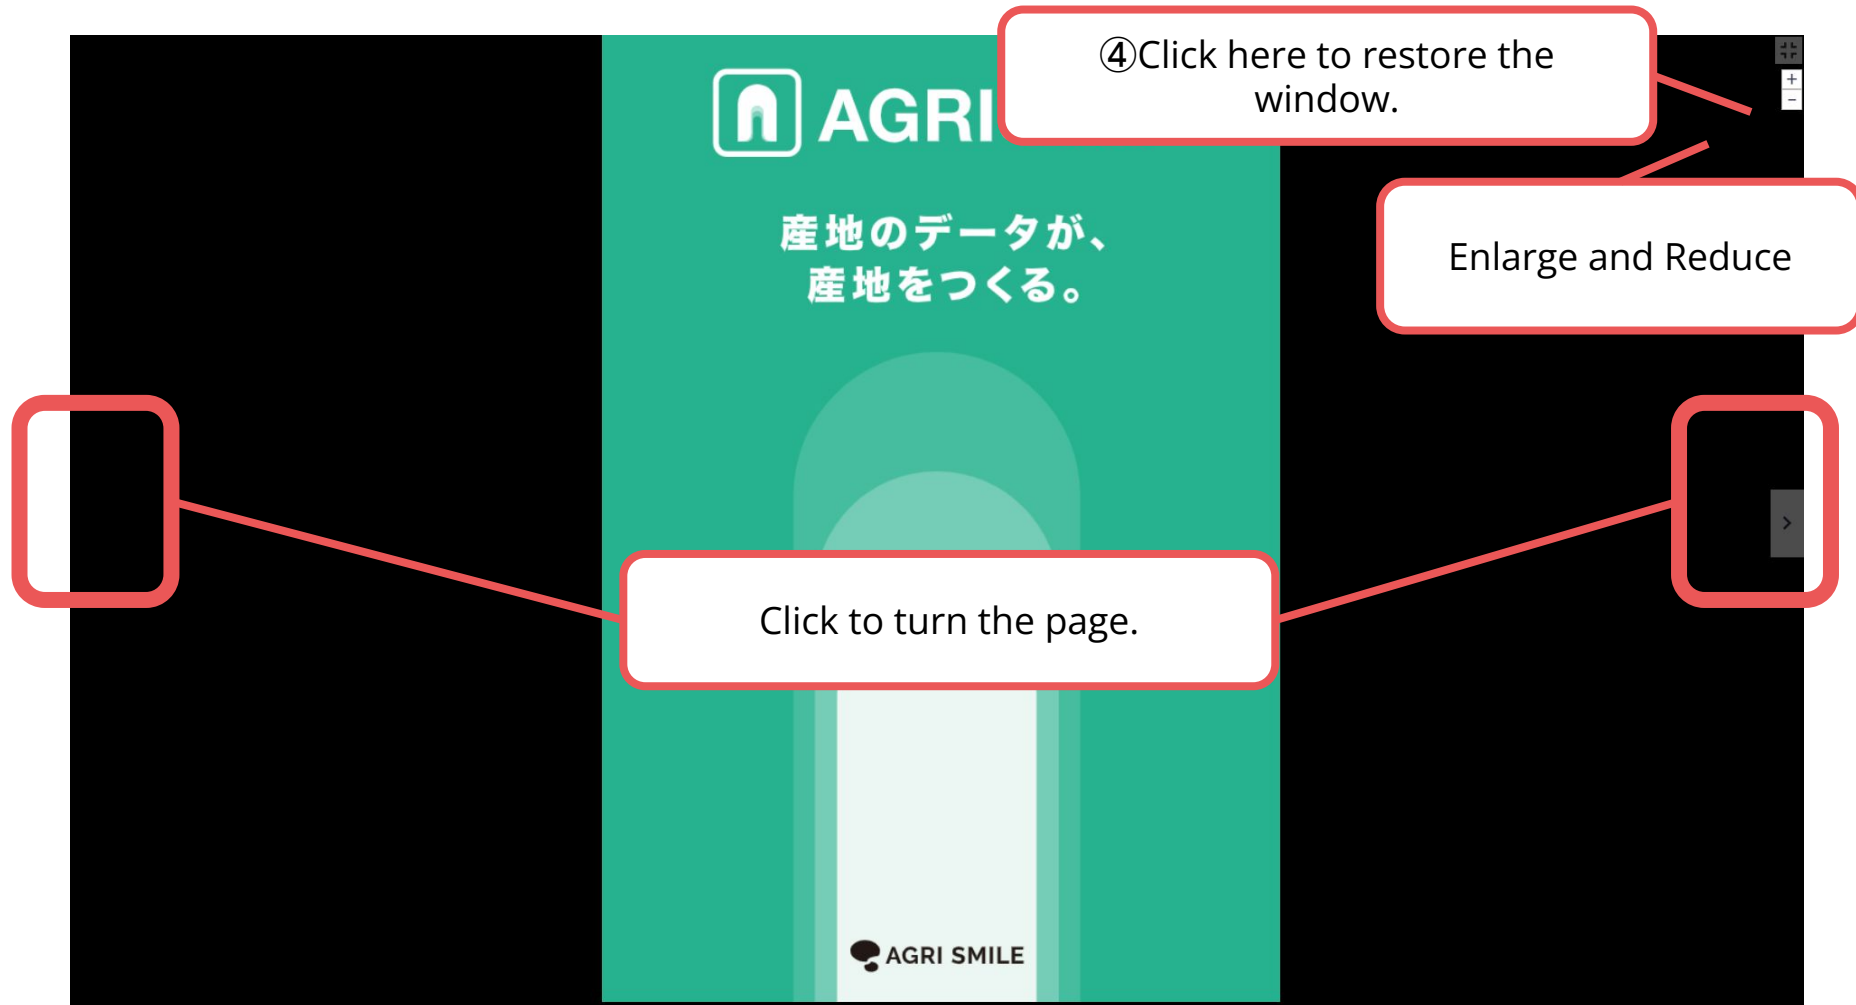 ④Click here to restore the
window.
AGRI
産地のデータが、
産地をつくる。
Enlarge and Reduce
Click to turn the page.
AGRI SMILE